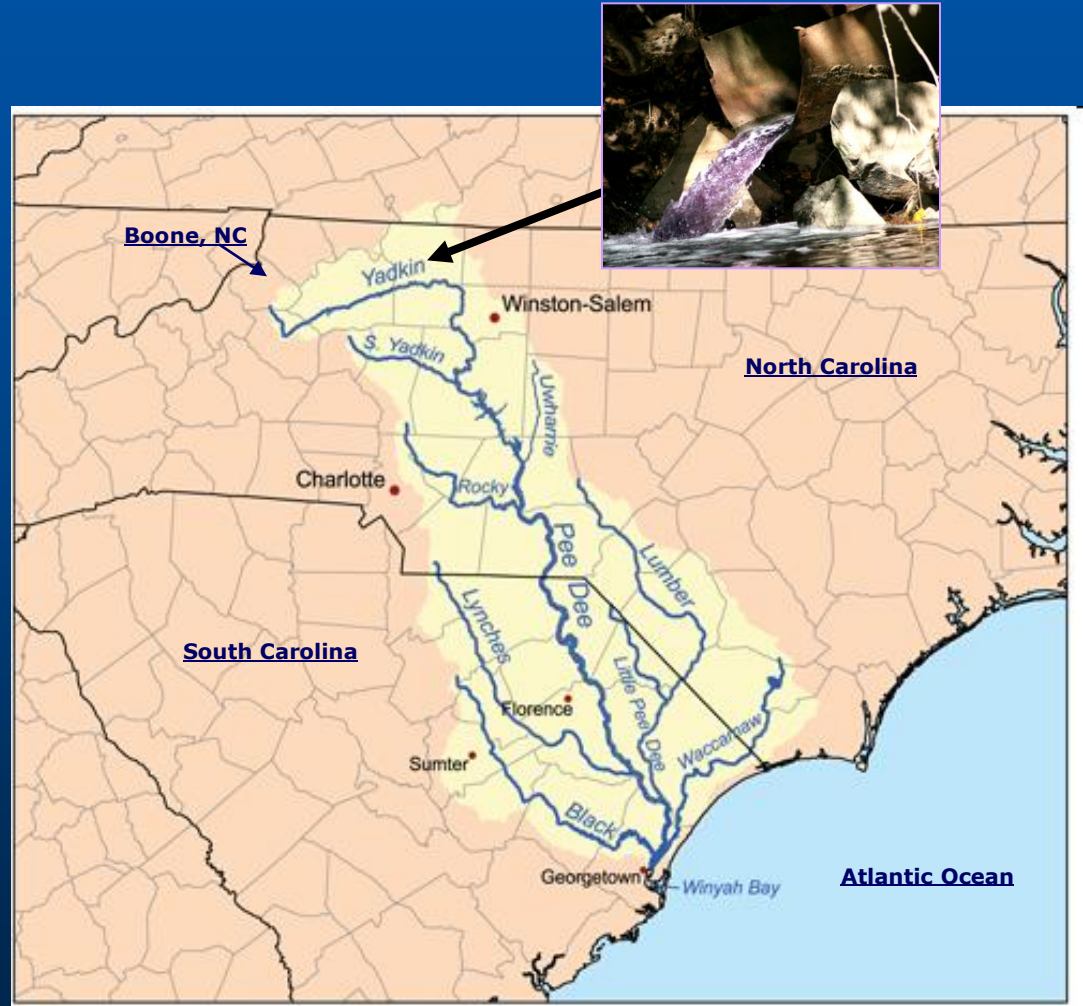 Boone, NC
Yadkin
Winston-Salem
S. Yadkin
North Carolina
Uwharrie
Charlotte
Rocky
Pee Dee
Lumber
Lynches
South Carolina
Little Pee Dee
Florence
Waccamaw
Sumter
Black
Georgetown
Winyah Bay
Atlantic Ocean